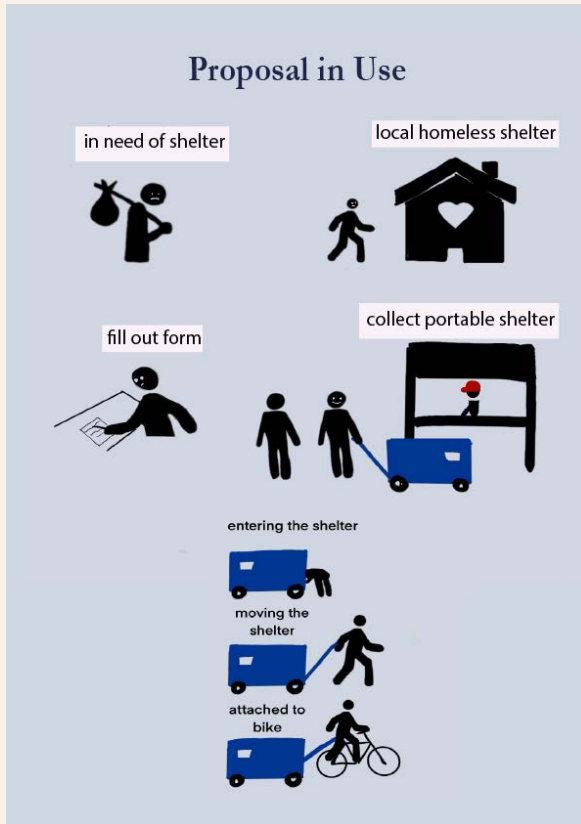 Proposal in Use
in need of shelter
local homeless shelter
fill out form
collect portable shelter
entering the shelter
moving the
shelter
attached to
bike